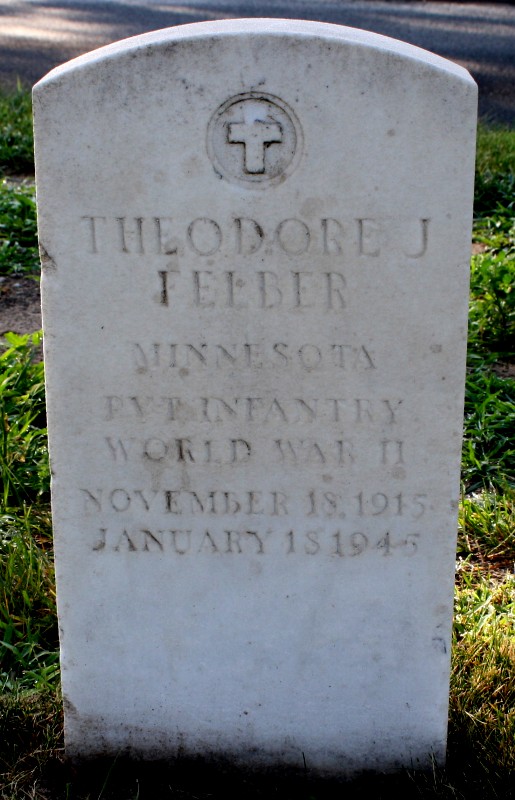 THEODORE J
FELBER
MINNESOTA
PVT INFANTRY
WORLD WAR II
NOVEMBER 18, 1915
JANUARY 18 1945